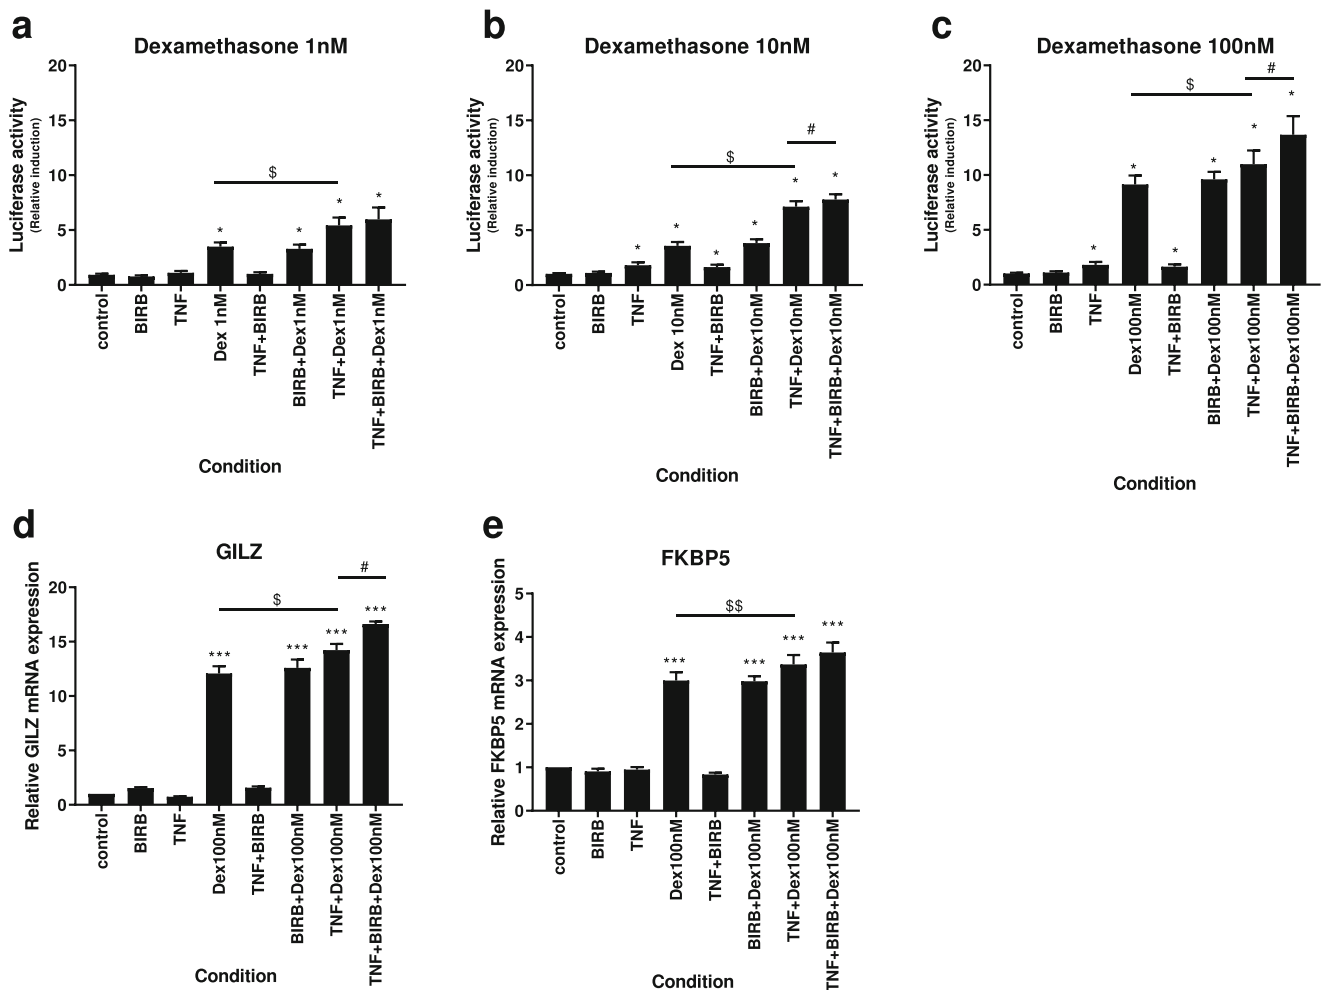 a
Dexamethasone 1nM
Luciferase activity
(Relative induction)
20
15
10
5
0
$
*
*
*
*
control
BIRB
TNF
Dex 1nM
TNF+BIRB
BIRB+Dex1nM
TNF+Dex1nM
TNF+BIRB+Dex1nM
Condition
b
Dexamethasone 10nM
Luciferase activity
(Relative induction)
20
15
10
5
0
#
$
*
*
*
*
*
*
control
BIRB
TNF
Dex 10nM
TNF+BIRB
BIRB+Dex10nM
TNF+Dex10nM
TNF+BIRB+Dex10nM
Condition
c
Dexamethasone 100nM
Luciferase activity
(Relative induction)
20
15
10
5
0
#
$
*
*
*
*
*
*
control
BIRB
TNF
Dex100nM
TNF+BIRB
BIRB+Dex100nM
TNF+Dex100nM
TNF+BIRB+Dex100nM
Condition
d
GILZ
Relative GILZ mRNA expression
20
15
10
5
0
#
$
***
***
***
***
control
BIRB
TNF
Dex100nM
TNF+BIRB
BIRB+Dex100nM
TNF+Dex100nM
TNF+BIRB+Dex100nM
Condition
e
FKBP5
Relative FKBP5 mRNA expression
5
4
3
2
1
0
$$
***
***
***
***
control
BIRB
TNF
Dex100nM
TNF+BIRB
BIRB+Dex100nM
TNF+Dex100nM
TNF+BIRB+Dex100nM
Condition